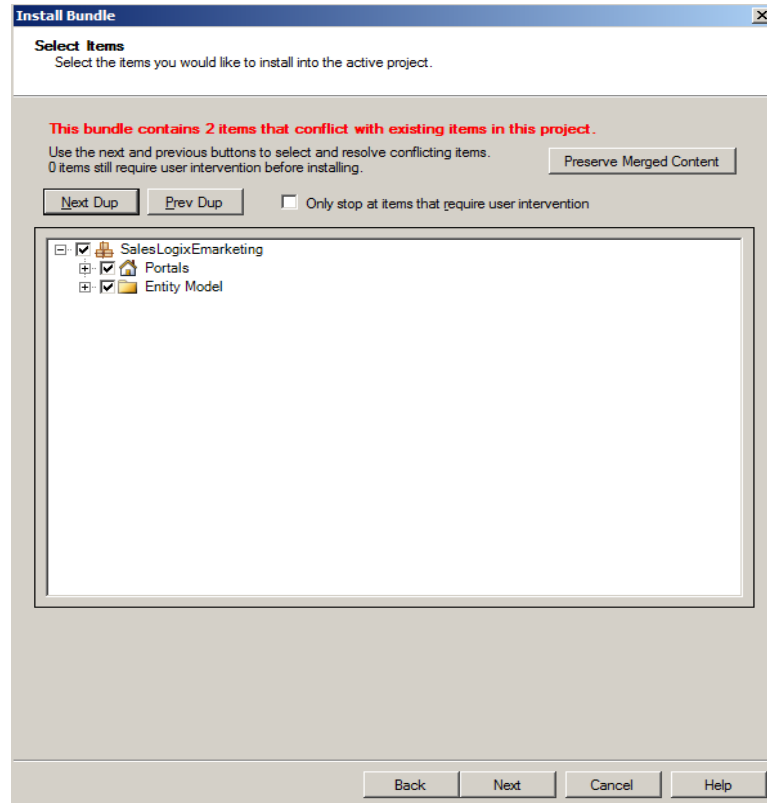 Install Bundle
Select Items
Select the items you would like to install into the active project.
This bundle contains 2 items that conflict with existing items in this project.
Use the next and previous buttons to select and resolve conflicting items.
0 items still require user intervention before installing.
Preserve Merged Content
Next Dup
Prev Dup
Only stop at items that require user intervention
SalesLogixEmarketing
Portals
Entity Model
Back
Next
Cancel
Help